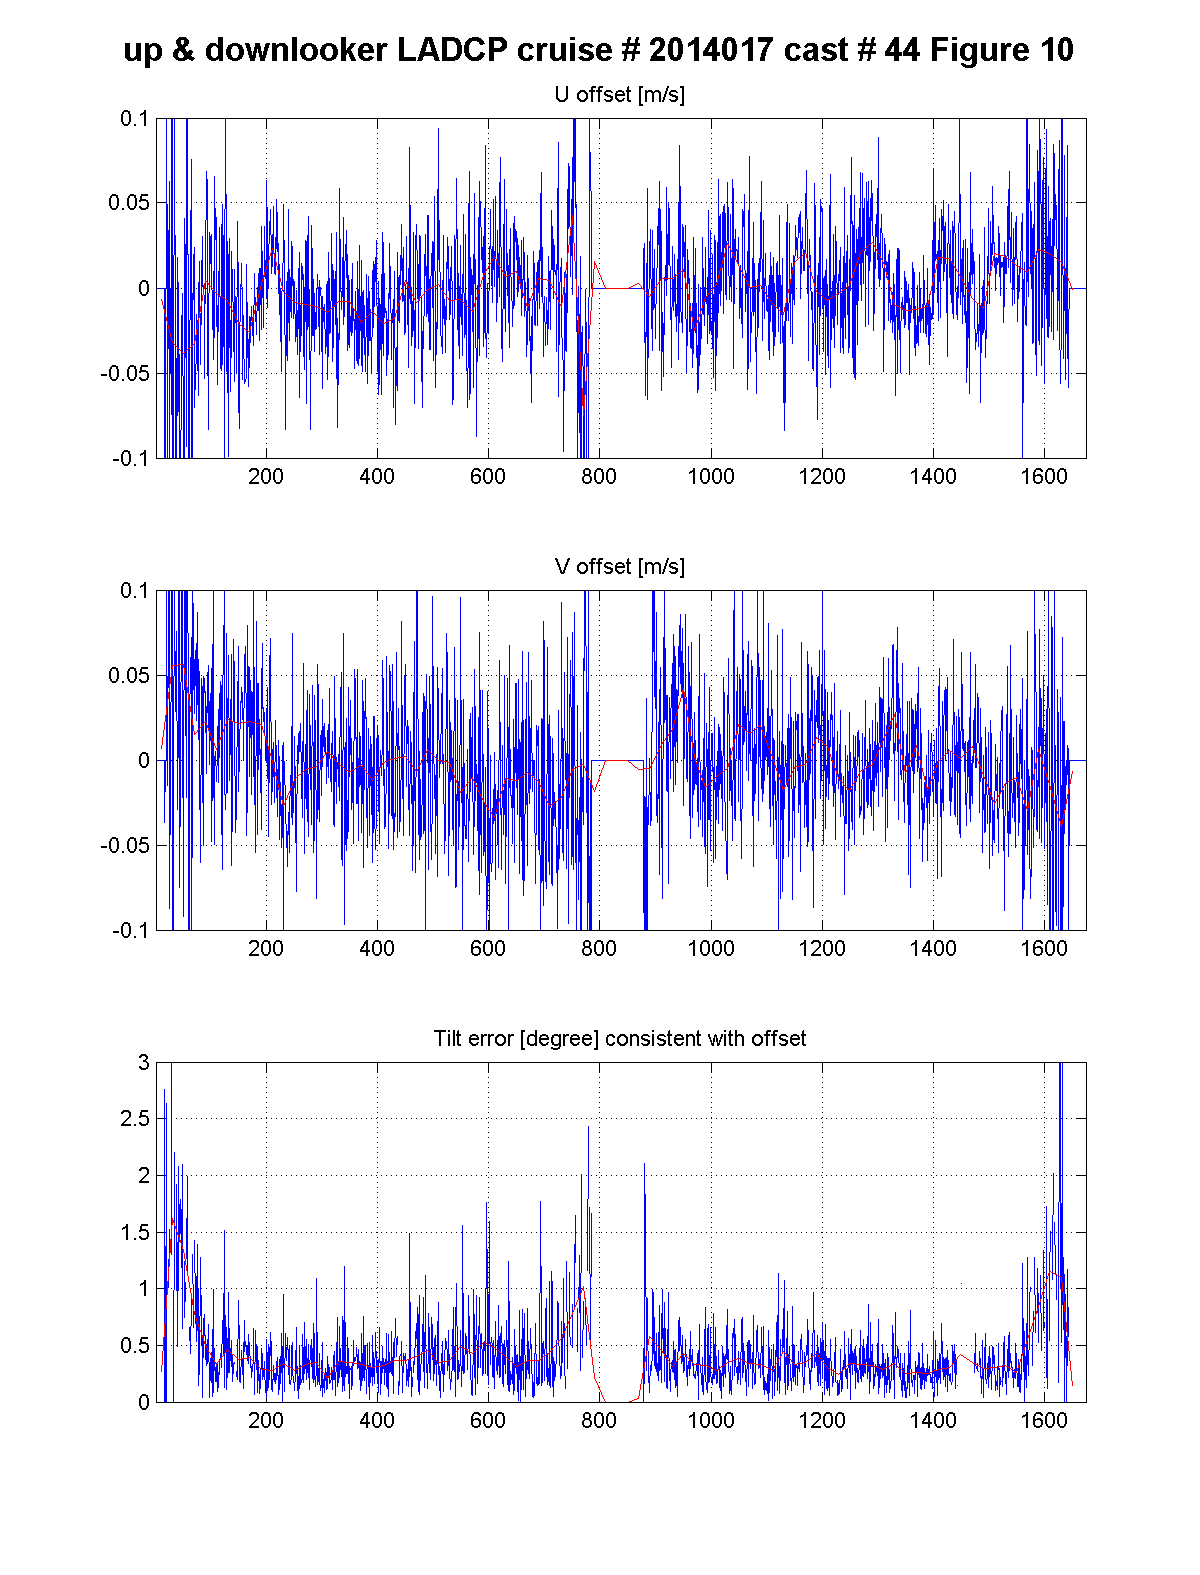 up & downlooker LADCP cruise # 2014017 cast # 44 Figure 10
U offset [m/s]
0.1
0.05
0
-0.05
-0.1
200 400 600 800 1000 1200 1400 1600
V offset [m/s]
0.1
0.05
0
-0.05
-0.1
200 400 600 800 1000 1200 1400 1600
Tilt error [degree] consistent with offset
3
2.5
2
1.5
1
0.5
0
200 400 600 800 1000 1200 1400 1600